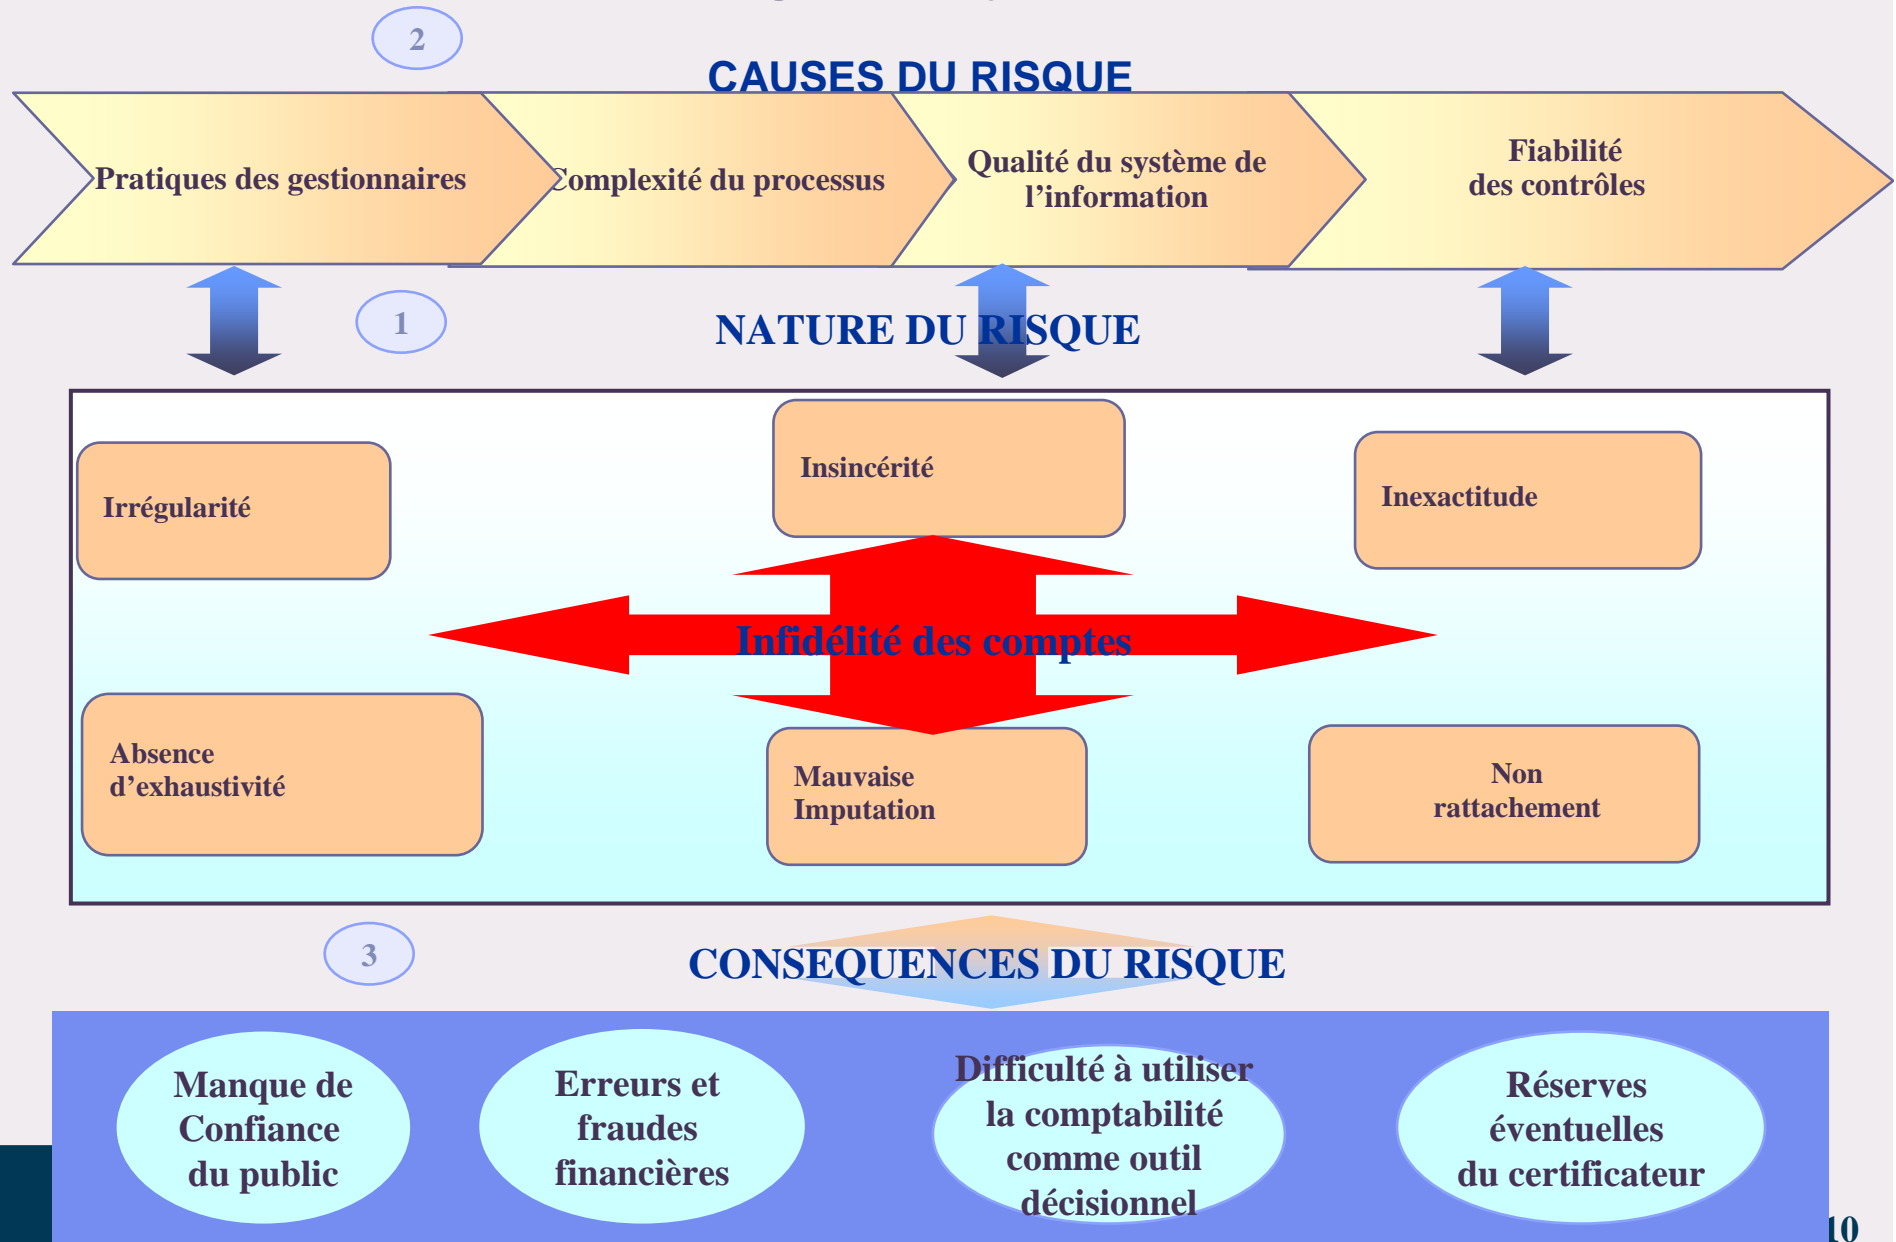 2
CAUSES DU RISQUE
Pratiques des gestionnaires
Complexité du processus
Qualité du système de
l’information
Fiabilité
des contrôles
1
NATURE DU RISQUE
Irrégularité
Insincérité
Inexactitude
Infidélité des comptes
Absence
d’exhaustivité
Mauvaise
Imputation
Non
rattachement
3
CONSEQUENCES DU RISQUE
Manque de
Confiance
du public
Erreurs et
fraudes
financières
Difficulté à utiliser
la comptabilité
comme outil
décisionnel
Réserves
éventuelles
du certificateur
10